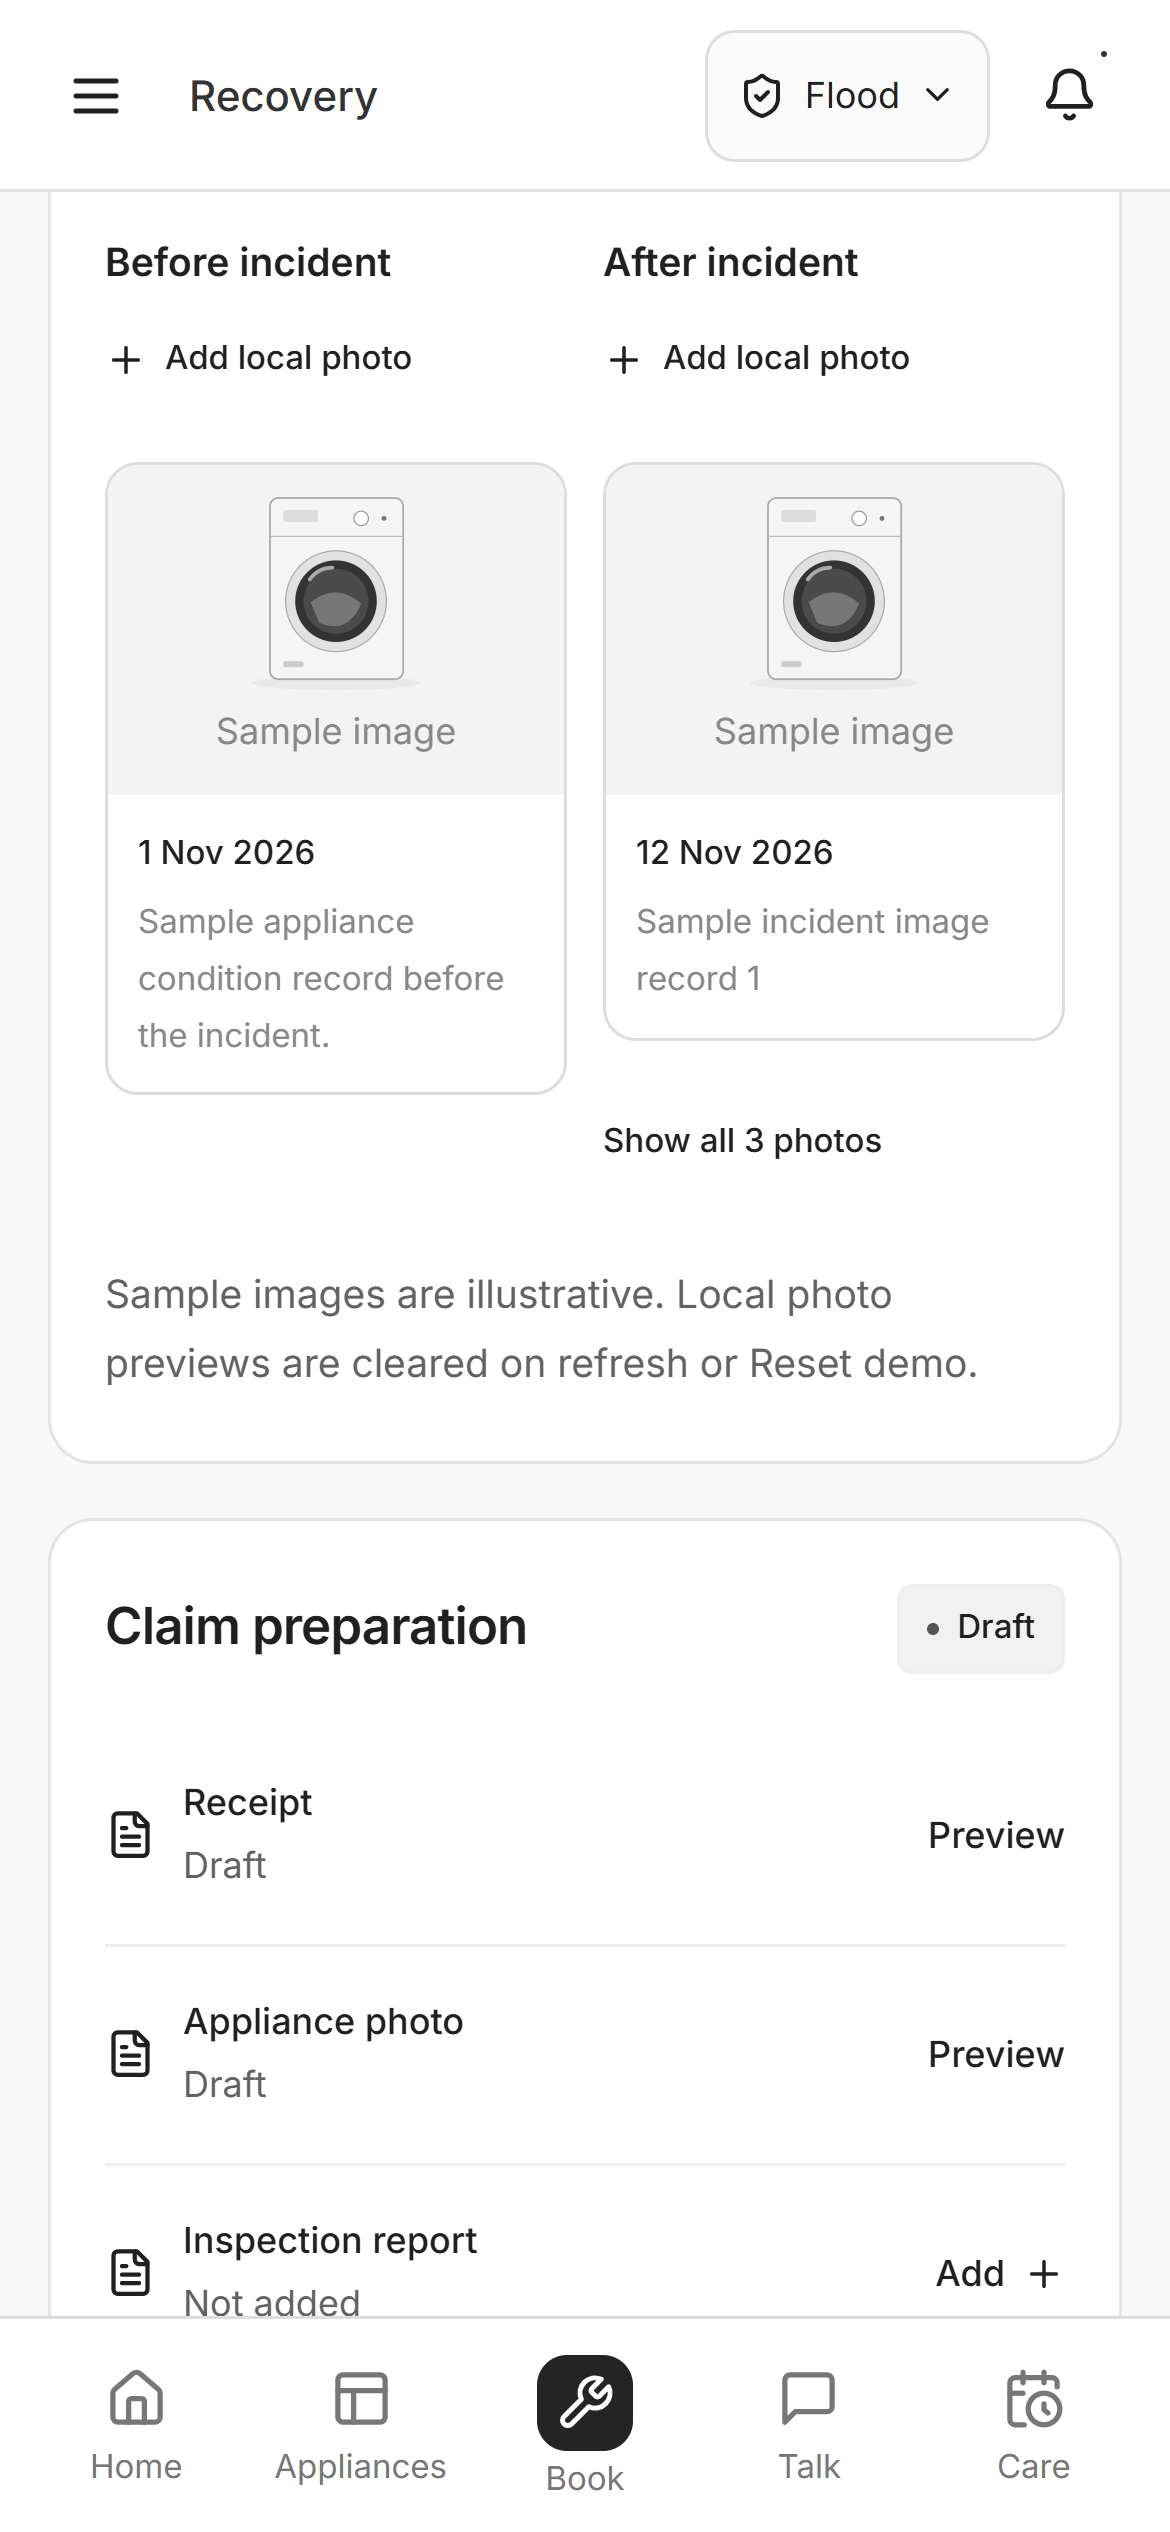 Recovery
Flood
Before incident
After incident
Add local photo
Add local photo
Sample image
Sample image
1 Nov 2026
Sample appliance
condition record before
the incident.
12 Nov 2026
Sample incident image
record 1
Show all 3 photos
Sample images are illustrative. Local photo
previews are cleared on refresh or Reset demo.
Claim preparation
Draft
Receipt
Draft
Preview
Appliance photo
Draft
Preview
Inspection report
Not added
Add
Home
Appliances
Book
Talk
Care